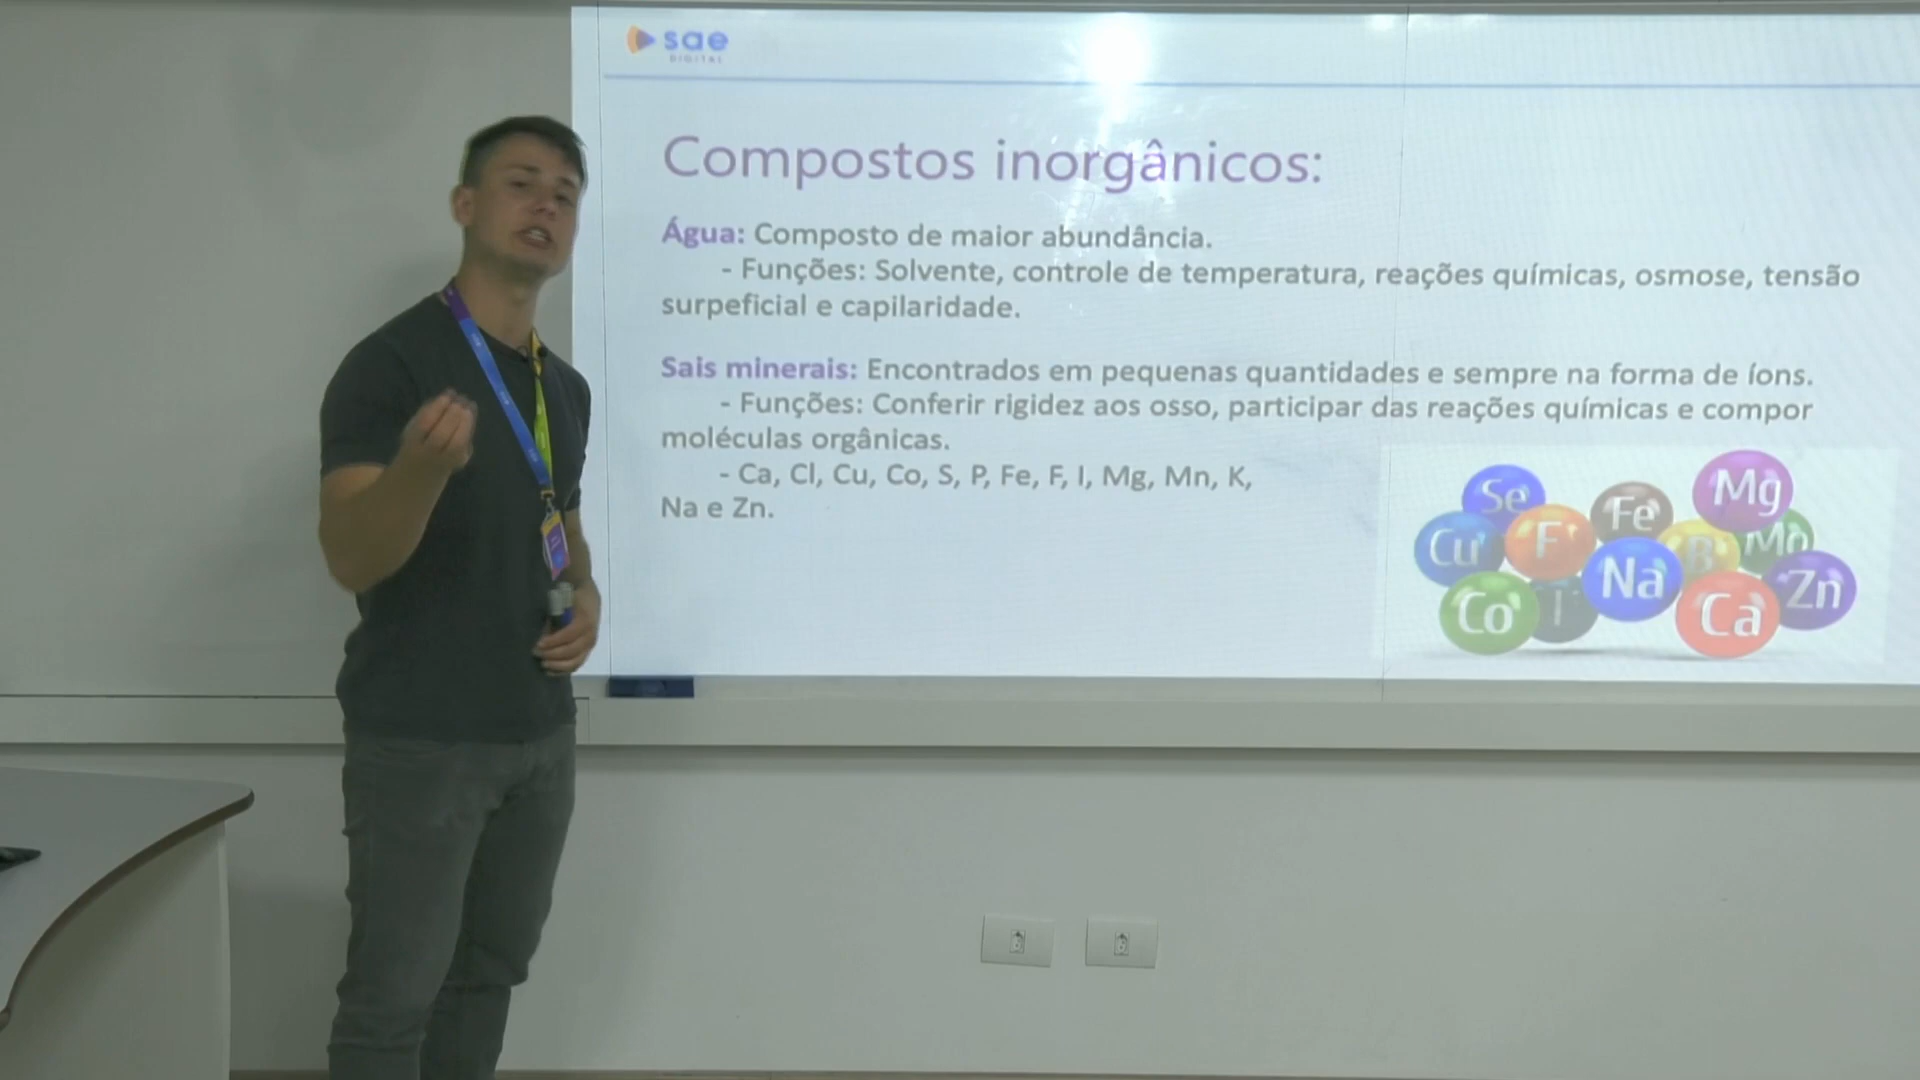 sae
DIGITAL
Compostos inorgânicos:
Água: Composto de maior abundância.
- Funções: Solvente, controle de temperatura, reações químicas, osmose, tensão
surpeficial e capilaridade.
Sais minerais: Encontrados em pequenas quantidades e sempre na forma de íons.
- Funções: Conferir rigidez aos osso, participar das reações químicas e compor
moléculas orgânicas.
- Ca, Cl, Cu, Co, S, P, Fe, F, I, Mg, Mn, K,
Na e Zn.
Se
Fe
Mg
Cu
F
B
Mo
Na
Zn
Co
I
Ca